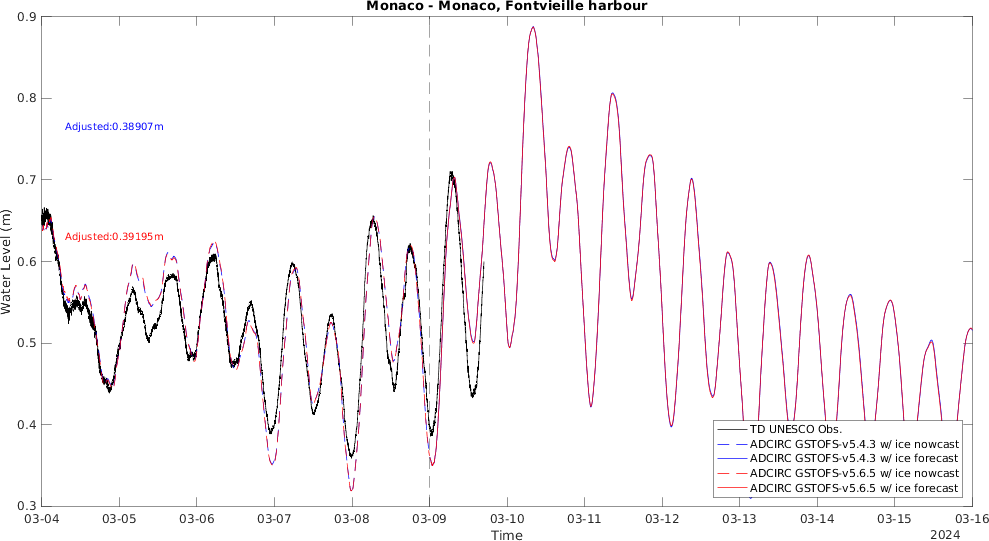 Monaco - Monaco, Fontvieille harbour
0.9
0.8
0.7
0.6
0.5
0.4
0.3
Water Level (m)
Adjusted:0.38907m
Adjusted:0.39195m
TD UNESCO Obs.
ADCIRC GSTOFS-v5.4.3 w/ ice nowcast
ADCIRC GSTOFS-v5.4.3 w/ ice forecast
ADCIRC GSTOFS-v5.6.5 w/ ice nowcast
ADCIRC GSTOFS-v5.6.5 w/ ice forecast
03-04 03-05 03-06 03-07 03-08 03-09 03-10 03-11 03-12 03-13 03-14 03-15 03-16
Time
2024